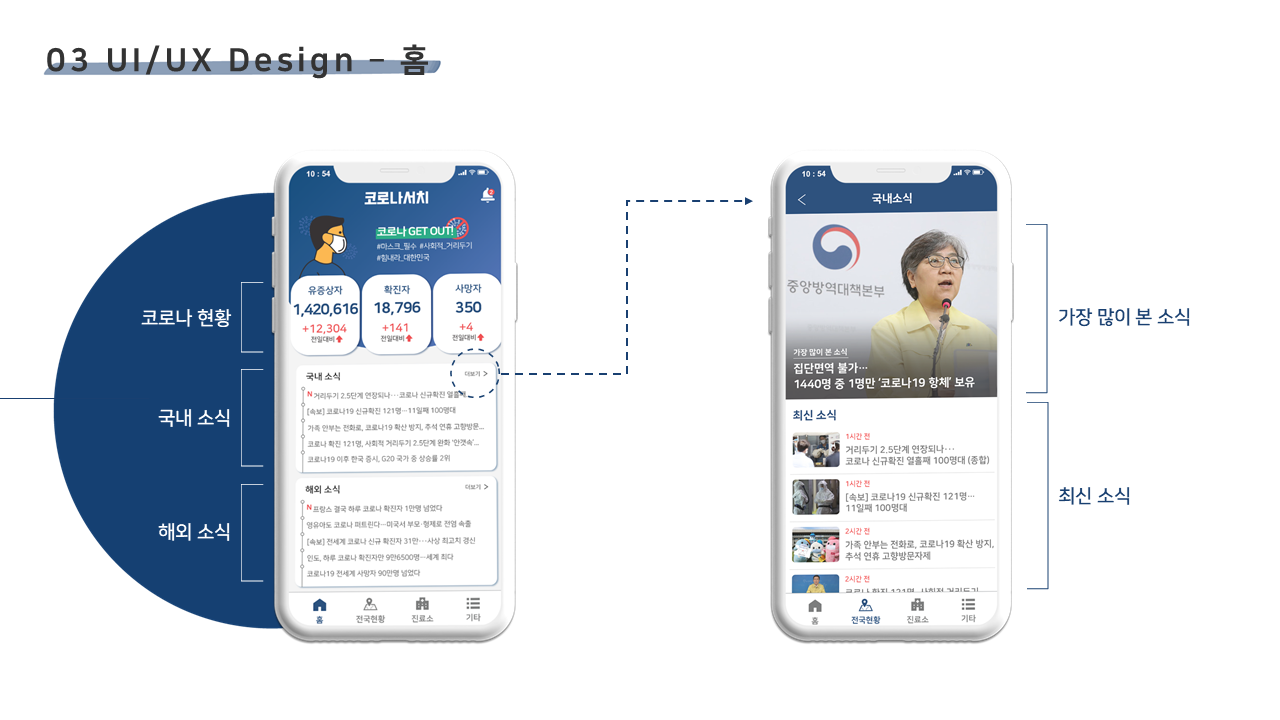 03 UI/UX Design – 홈
코로나 현황
국내 소식
해외 소식
10 : 54
코로나서치
2
코로나 GET OUT!
#마스크_필수 #사회적_거리두기
#힘내라_대한민국
유증상자
1,420,616
+12,304
전일대비
확진자
18,796
+141
전일대비
사망자
350
+4
전일대비
국내 소식
더보기 >
N 거리두기 2.5단계 연장되나… 코로나 신규확진 열흘째
[속보] 코로나19 신규확진 121명…11일째 100명대
가족 안부는 전화로, 코로나19 확산 방지, 추석 연휴 고향방문...
코로나 확진 121명, 사회적 거리두기 2.5단계 완화 '안갯속'...
코로나19 이후 한국 증시, G20 국가 중 상승률 2위
해외 소식
더보기 >
N 프랑스 결국 하루 코로나 확진자 1만명 넘었다
영유아도 코로나 퍼트린다…미국서 부모·형제로 전염 속출
[속보] 전세계 코로나 신규 확진자 31만…사상 최고치 경신
인도, 하루 코로나 확진자만 9만6500명…세계 최다
코로나19 전세계 사망자 90만명 넘었다
홈
전국현황
진료소
기타
10 : 54
국내소식
중앙방역대책본부
가장 많이 본 소식
집단면역 불가…
1440명 중 1명만 '코로나19 항체' 보유
최신 소식
1시간 전
거리두기 2.5단계 연장되나…
코로나 신규확진 열흘째 100명대 (종합)
1시간 전
[속보] 코로나19 신규확진 121명…
11일째 100명대
2시간 전
가족 안부는 전화로, 코로나19 확산 방지,
추석 연휴 고향방문자제
2시간 전
코로나 확진 121명, 사회적 거리두기
홈
전국현황
진료소
기타
가장 많이 본 소식
최신 소식